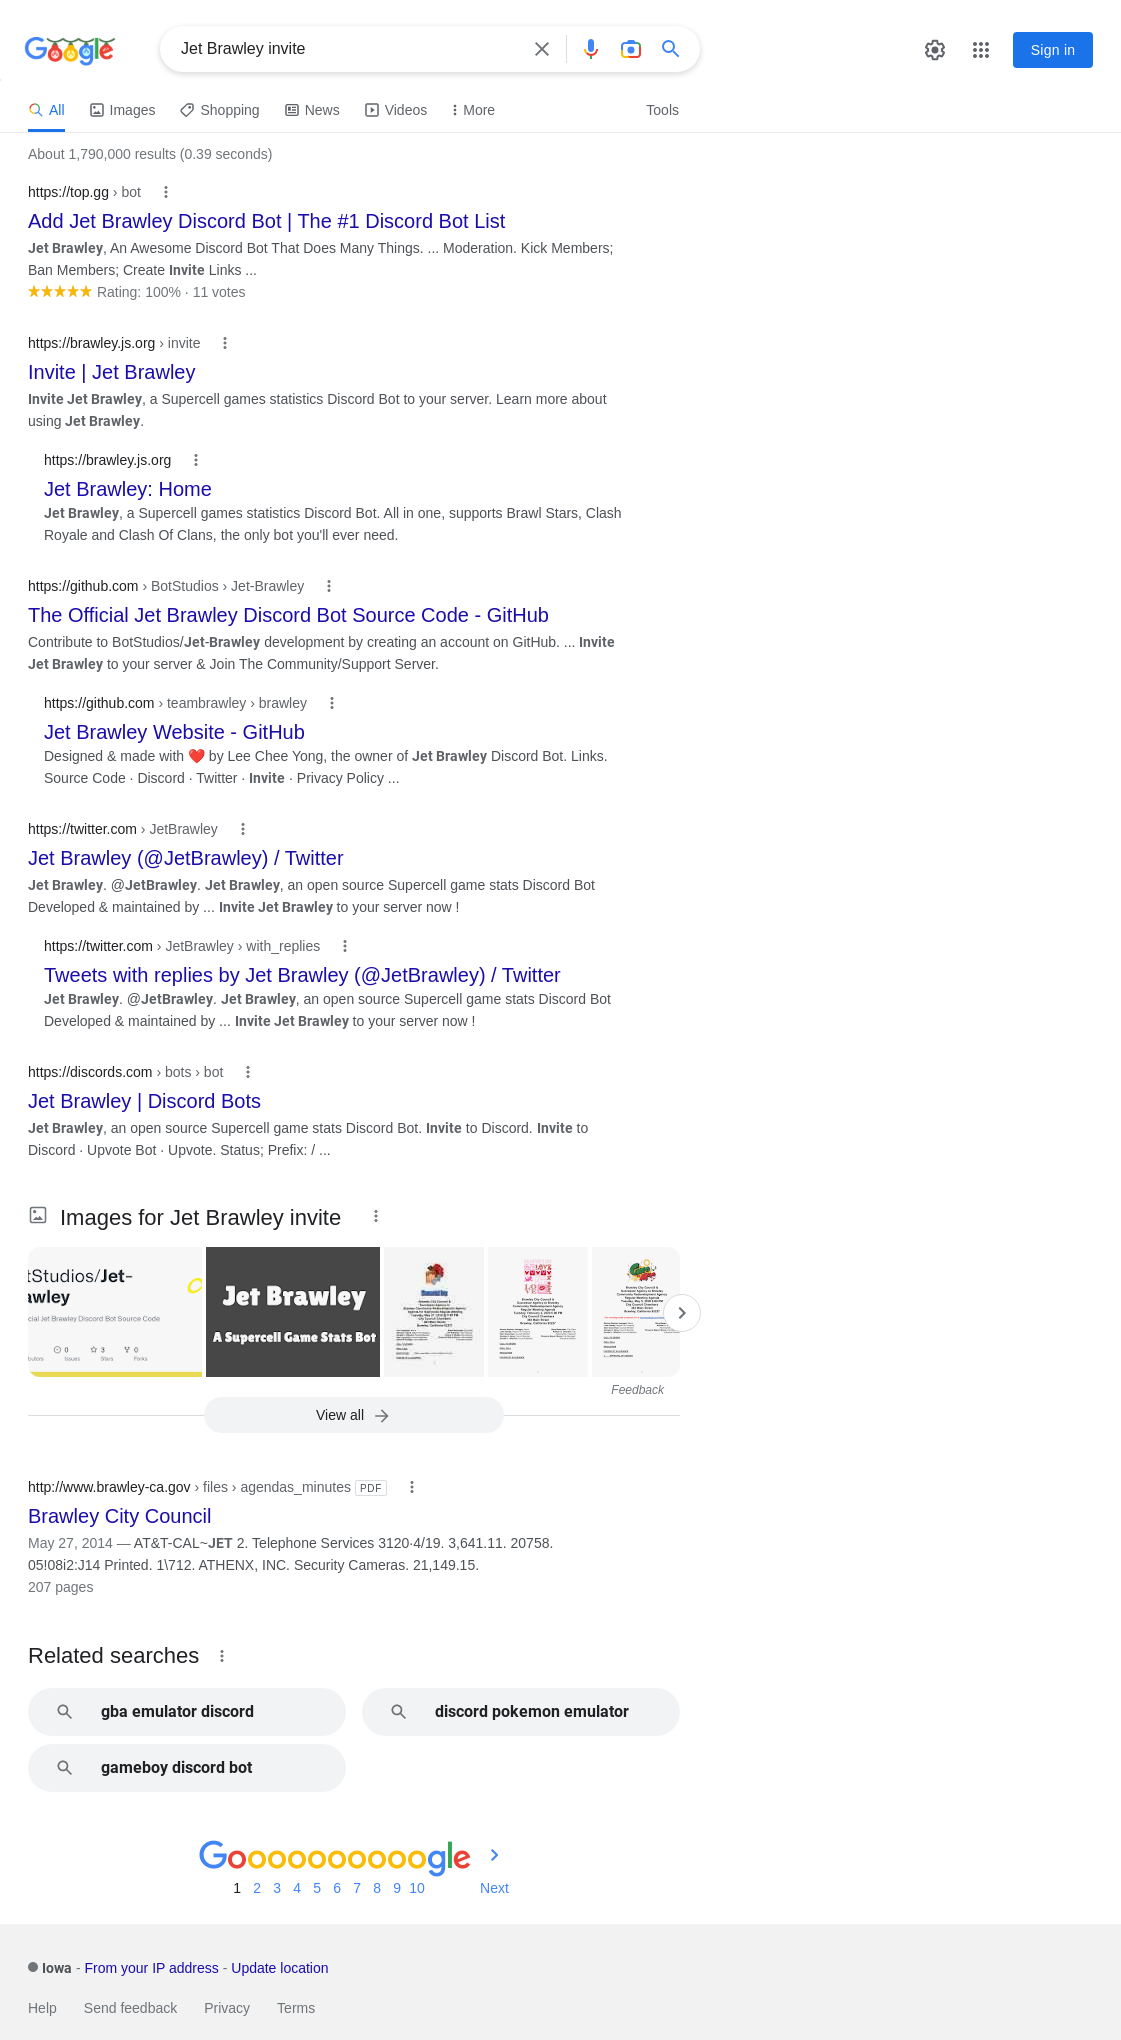 Google
Jet Brawley invite
Sign in
All
Images
Shopping
News
Videos
More
Tools
About 1,790,000 results (0.39 seconds)
https://top.gg › bot
Add Jet Brawley Discord Bot | The #1 Discord Bot List
Jet Brawley, An Awesome Discord Bot That Does Many Things. ... Moderation. Kick Members;
Ban Members; Create Invite Links ...
Rating: 100% · 11 votes
https://brawley.js.org › invite
Invite | Jet Brawley
Invite Jet Brawley, a Supercell games statistics Discord Bot to your server. Learn more about
using Jet Brawley.
https://brawley.js.org
Jet Brawley: Home
Jet Brawley, a Supercell games statistics Discord Bot. All in one, supports Brawl Stars, Clash
Royale and Clash Of Clans, the only bot you'll ever need.
https://github.com › BotStudios › Jet-Brawley
The Official Jet Brawley Discord Bot Source Code - GitHub
Contribute to BotStudios/Jet-Brawley development by creating an account on GitHub. ... Invite
Jet Brawley to your server & Join The Community/Support Server.
https://github.com › teambrawley › brawley
Jet Brawley Website - GitHub
Designed & made with ❤️ by Lee Chee Yong, the owner of Jet Brawley Discord Bot. Links.
Source Code · Discord · Twitter · Invite · Privacy Policy ...
https://twitter.com › JetBrawley
Jet Brawley (@JetBrawley) / Twitter
Jet Brawley. @JetBrawley. Jet Brawley, an open source Supercell game stats Discord Bot
Developed & maintained by ... Invite Jet Brawley to your server now !
https://twitter.com › JetBrawley › with_replies
Tweets with replies by Jet Brawley (@JetBrawley) / Twitter
Jet Brawley. @JetBrawley. Jet Brawley, an open source Supercell game stats Discord Bot
Developed & maintained by ... Invite Jet Brawley to your server now !
https://discords.com › bots › bot
Jet Brawley | Discord Bots
Jet Brawley, an open source Supercell game stats Discord Bot. Invite to Discord. Invite to
Discord · Upvote Bot · Upvote. Status; Prefix: / ...
Images for Jet Brawley invite
tStudios/Jet-
awley
cial Jet Brawley Discord Bot Source Code
0 3 0
Issues Stars Forks
Jet Brawley
A Supercell Game Stats Bot
Feedback
View all
http://www.brawley-ca.gov › files › agendas_minutes PDF
Brawley City Council
May 27, 2014 — AT&T-CAL~JET 2. Telephone Services 3120·4/19. 3,641.11. 20758.
05!08i2:J14 Printed. 1\712. ATHENX, INC. Security Cameras. 21,149.15.
207 pages
Related searches
gba emulator discord
discord pokemon emulator
gameboy discord bot
Goooooooooogle
1 2 3 4 5 6 7 8 9 10 Next
Iowa - From your IP address - Update location
Help Send feedback Privacy Terms